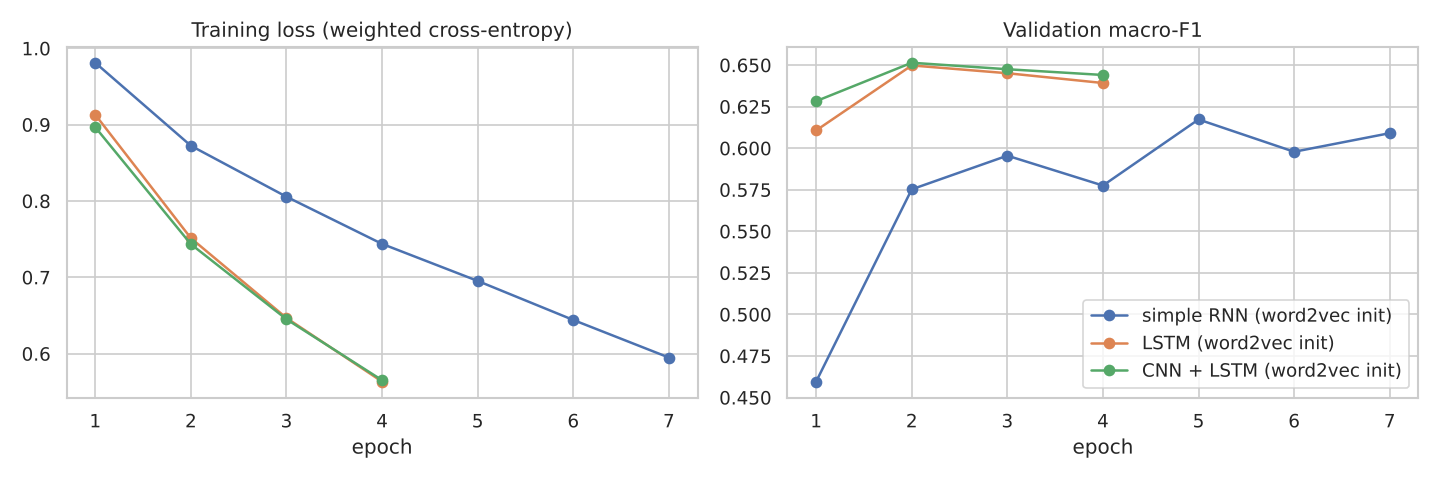 Training loss (weighted cross-entropy)
1.0
0.9
0.8
0.7
0.6
1 2 3 4 5 6 7
epoch
Validation macro-F1
0.650
0.625
0.600
0.575
0.550
0.525
0.500
0.475
0.450
simple RNN (word2vec init)
LSTM (word2vec init)
CNN + LSTM (word2vec init)
1 2 3 4 5 6 7
epoch